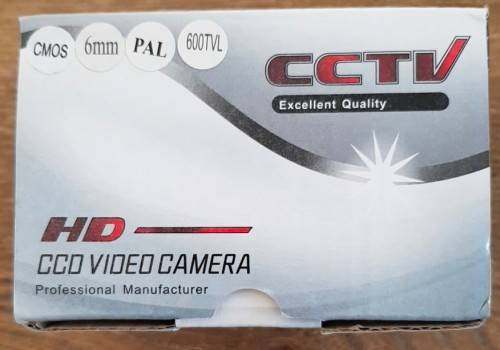 CMOS
6mm
PAL
600TVL
CCTV
Excellent Quality
HD
CCD VIDEO CAMERA
Professional Manufacturer